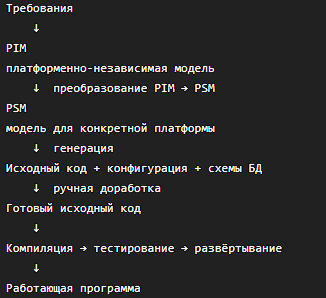 Требования
↓
PIM
платформенно-независимая модель
↓ преобразование PIM → PSM
PSM
модель для конкретной платформы
↓ генерация
Исходный код + конфигурация + схемы БД
↓ ручная доработка
Готовый исходный код
↓
Компиляция → тестирование → развёртывание
↓
Работающая программа